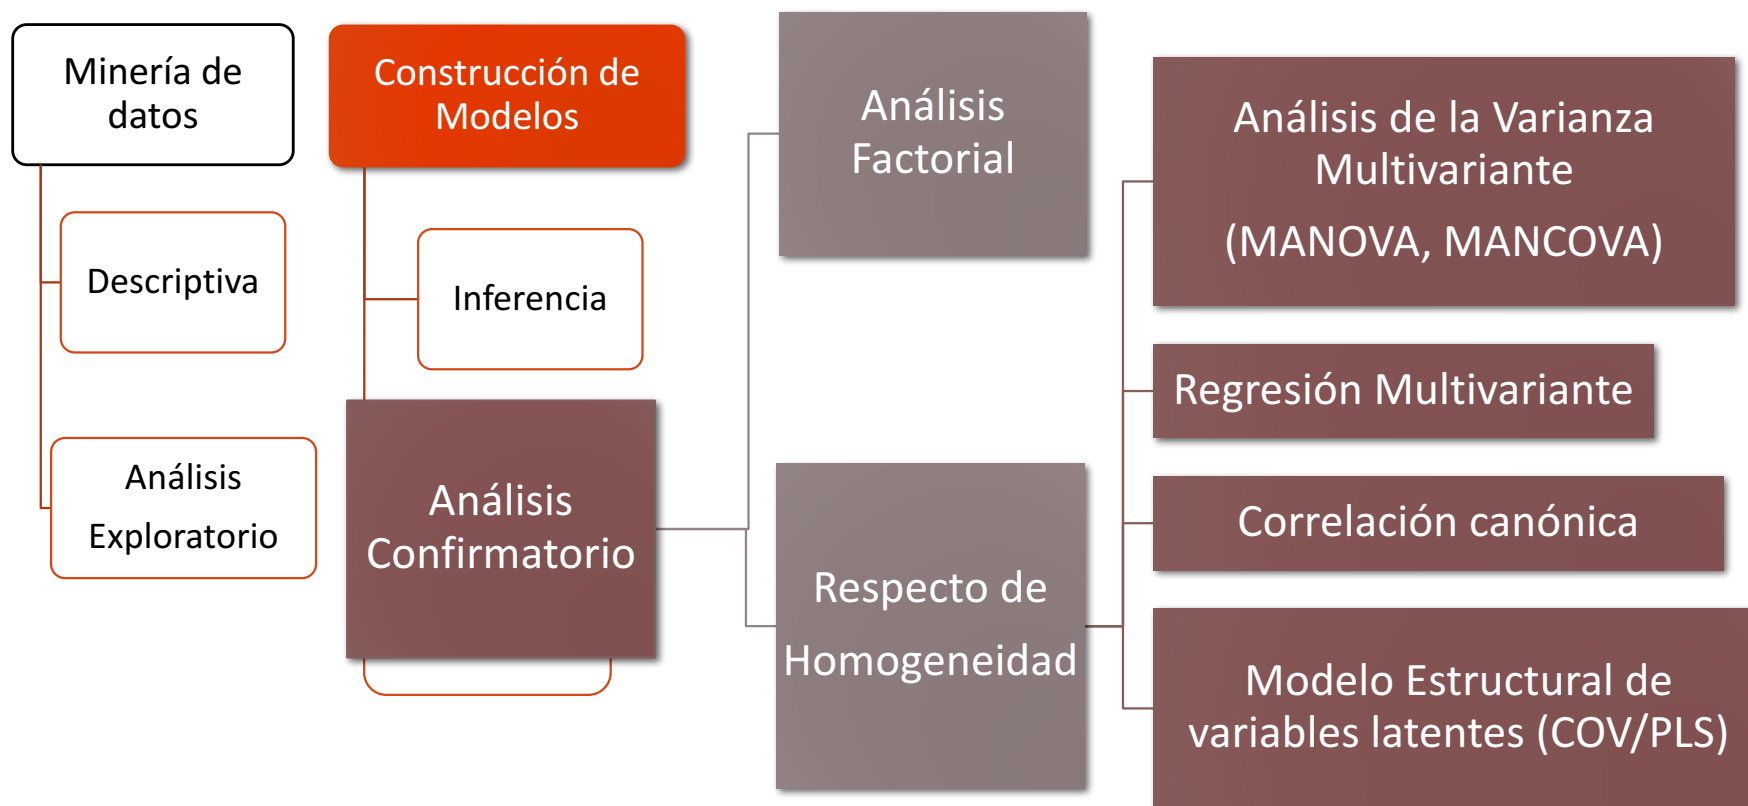 Minería de
datos
Descriptiva
Análisis
Exploratorio
Construcción de
Modelos
Inferencia
Análisis
Confirmatorio
Análisis
Factorial
Respecto de
Homogeneidad
Análisis de la Varianza
Multivariante
(MANOVA, MANCOVA)
Regresión Multivariante
Correlación canónica
Modelo Estructural de
variables latentes (COV/PLS)